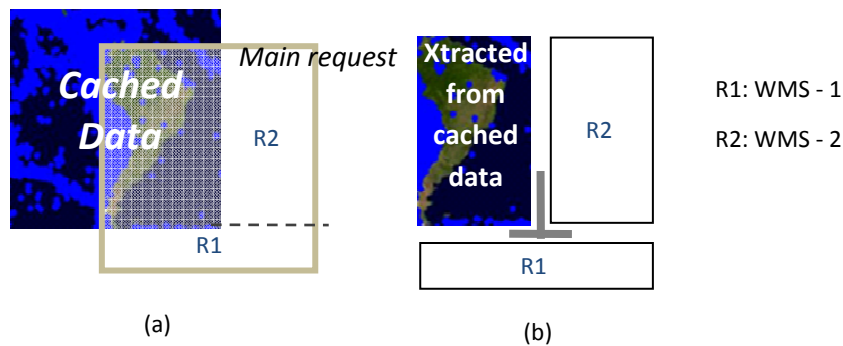 Main request
Cached
Data
R2
R1
(a)
Xtracted
from
cached
data
R2
R1
(b)
R1: WMS - 1
R2: WMS - 2